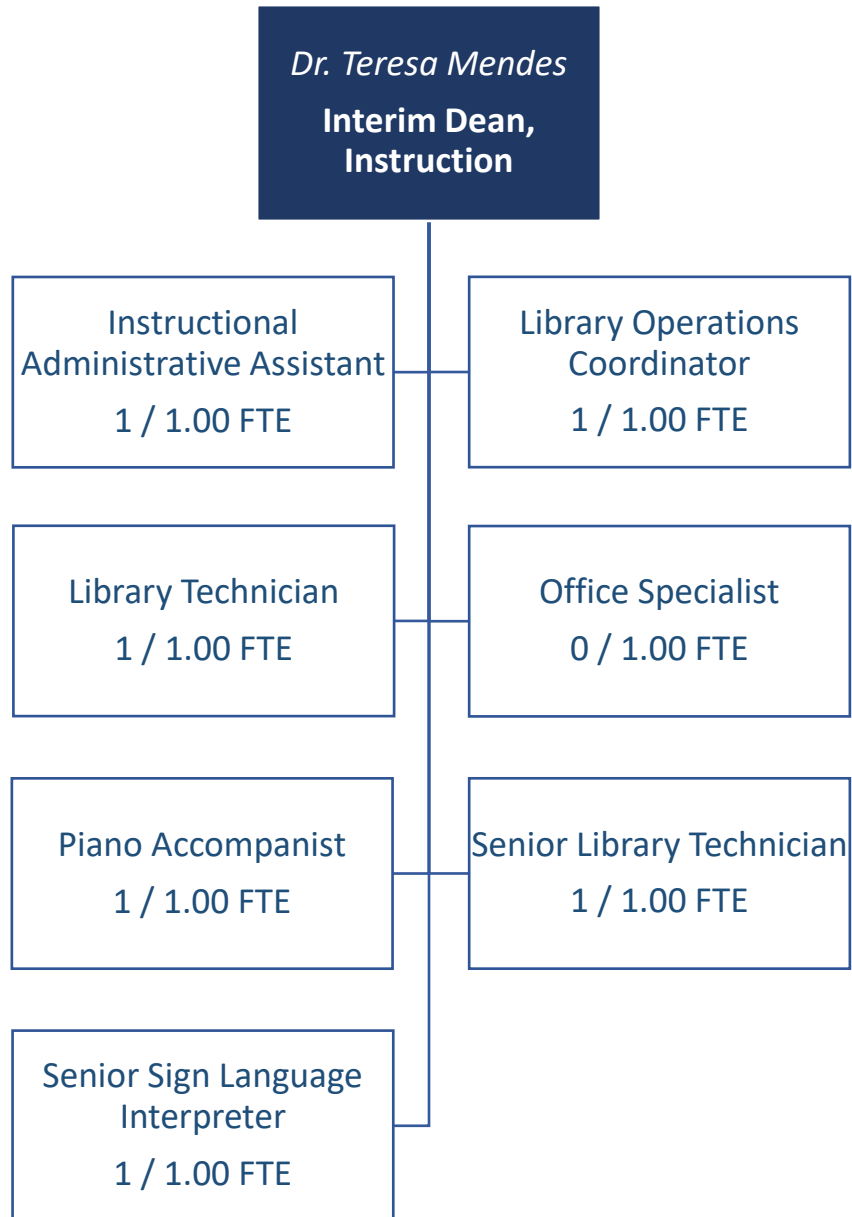 Dr. Teresa Mendes
Interim Dean,
Instruction
Instructional
Administrative Assistant
1 / 1.00 FTE
Library Operations
Coordinator
1 / 1.00 FTE
Library Technician
1 / 1.00 FTE
Office Specialist
0 / 1.00 FTE
Piano Accompanist
1 / 1.00 FTE
Senior Library Technician
1 / 1.00 FTE
Senior Sign Language
Interpreter
1 / 1.00 FTE